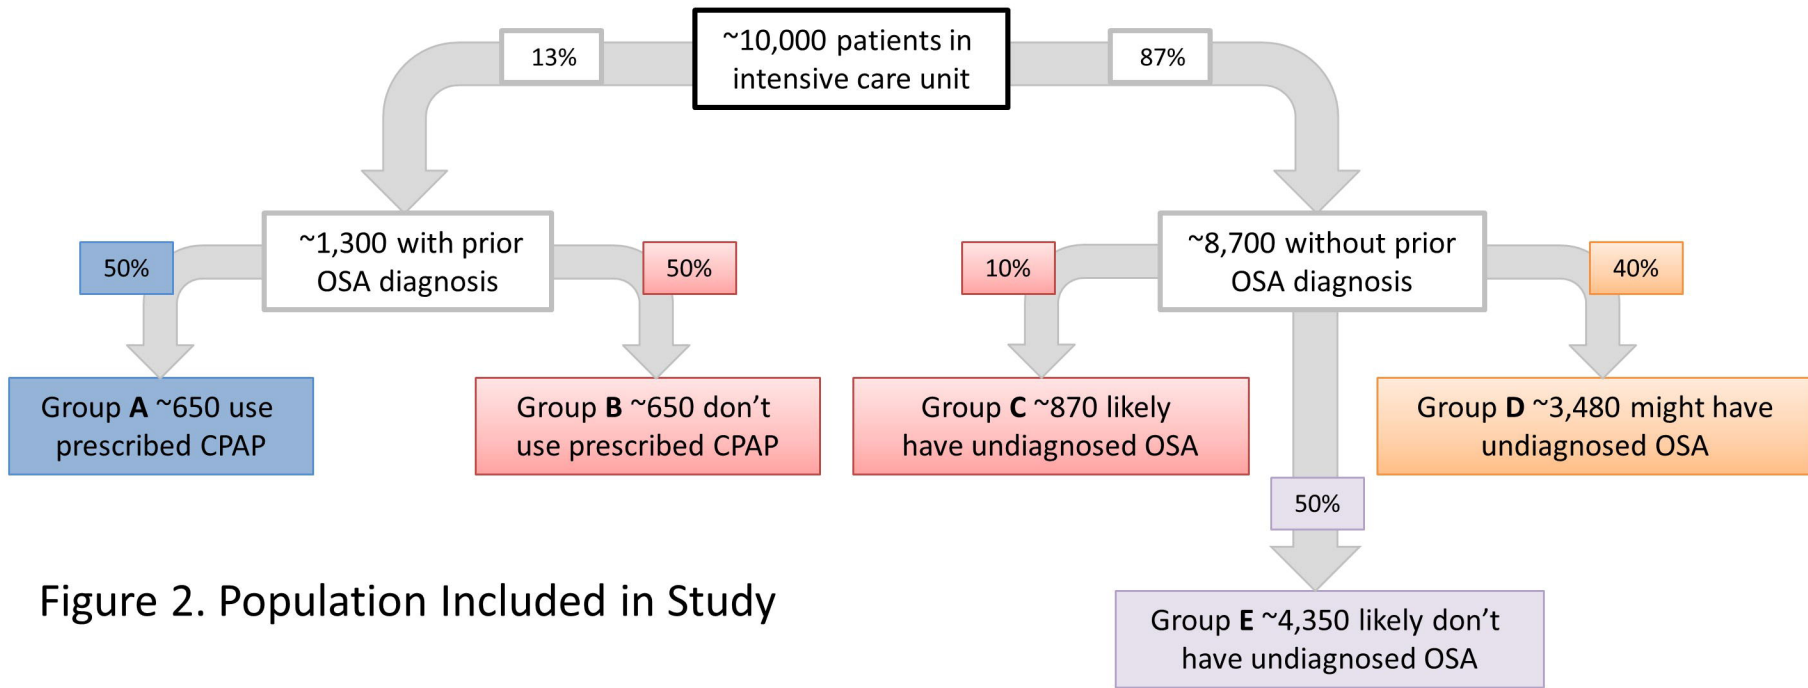 ~10,000 patients in
intensive care unit
13%
87%
~1,300 with prior
OSA diagnosis
~8,700 without prior
OSA diagnosis
50%
50%
10%
40%
Group A ~650 use
prescribed CPAP
Group B ~650 don’t
use prescribed CPAP
Group C ~870 likely
have undiagnosed OSA
Group D ~3,480 might have
undiagnosed OSA
50%
Group E ~4,350 likely don’t
have undiagnosed OSA
Figure 2. Population Included in Study